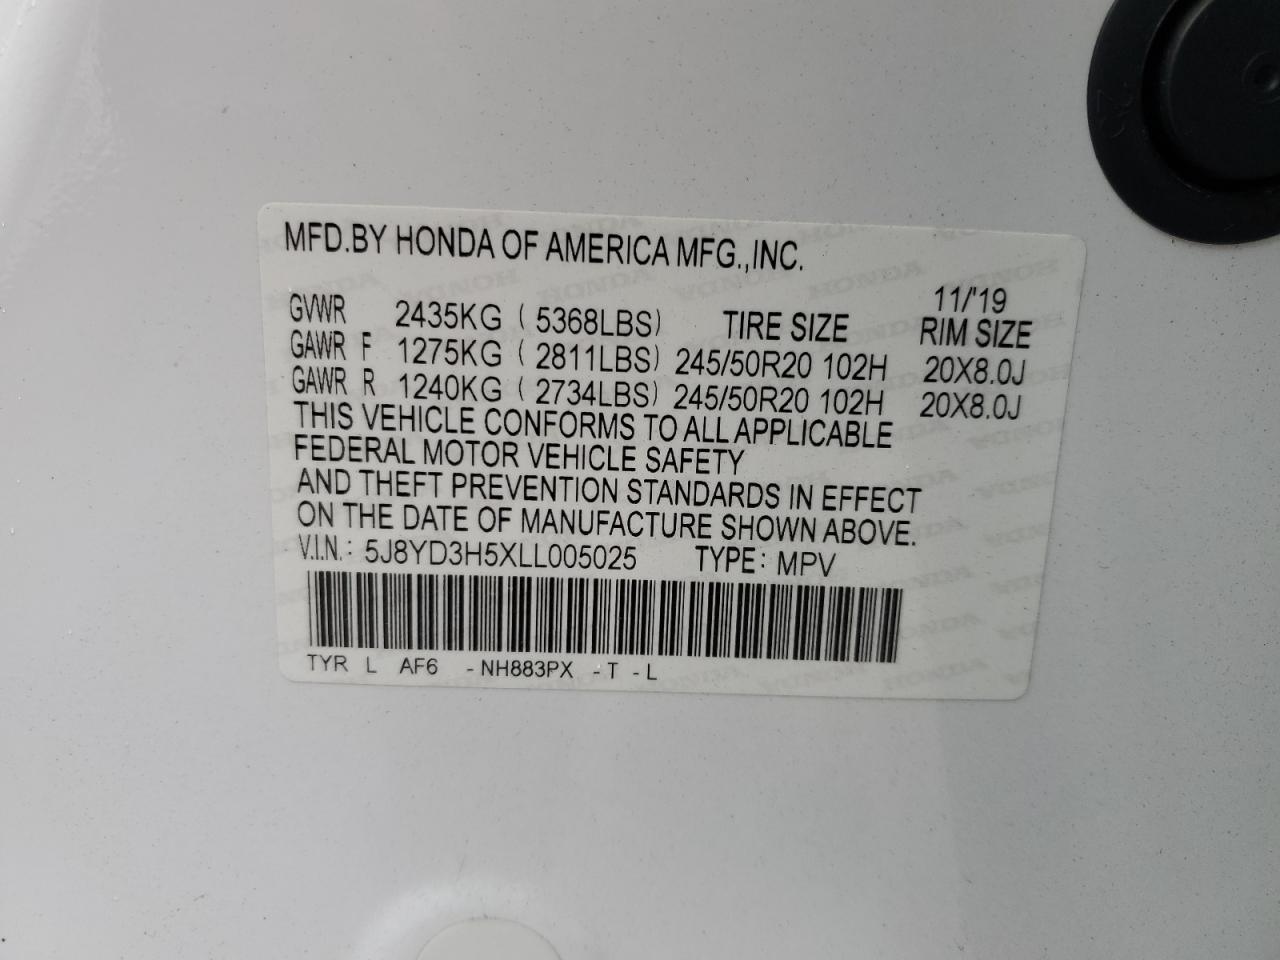 MFD.BY HONDA OF AMERICA MFG.,INC.
11/'19
GVWR 2435KG ( 5368LBS) TIRE SIZE RIM SIZE
GAWR F 1275KG ( 2811LBS) 245/50R20 102H 20X8.0J
GAWR R 1240KG ( 2734LBS) 245/50R20 102H 20X8.0J
THIS VEHICLE CONFORMS TO ALL APPLICABLE
FEDERAL MOTOR VEHICLE SAFETY
AND THEFT PREVENTION STANDARDS IN EFFECT
ON THE DATE OF MANUFACTURE SHOWN ABOVE.
V.I.N.: 5J8YD3H5XLL005025 TYPE: MPV
TYR L AF6 -NH883PX -T -L